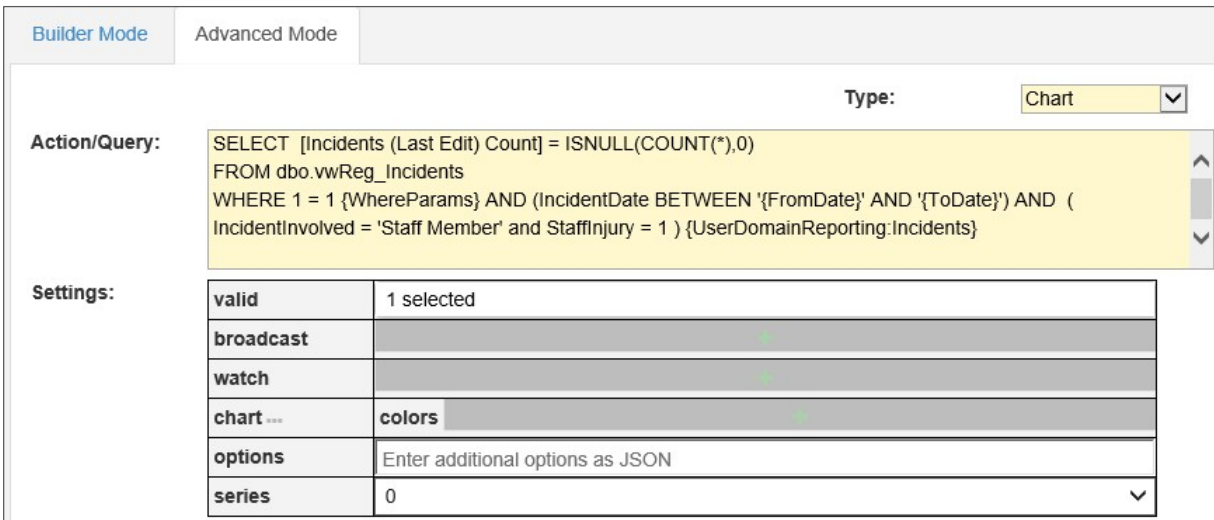 Builder Mode Advanced Mode
Type: Chart
Action/Query: SELECT [Incidents (Last Edit) Count] = ISNULL(COUNT(*),0)
FROM dbo.vwReg_Incidents
WHERE 1 = 1 {WhereParams} AND (IncidentDate BETWEEN '{FromDate}' AND '{ToDate}') AND (
IncidentInvolved = 'Staff Member' and StaffInjury = 1 ) {UserDomainReporting:Incidents}
Settings:
valid 1 selected
broadcast +
watch +
chart --- colors +
options Enter additional options as JSON
series 0